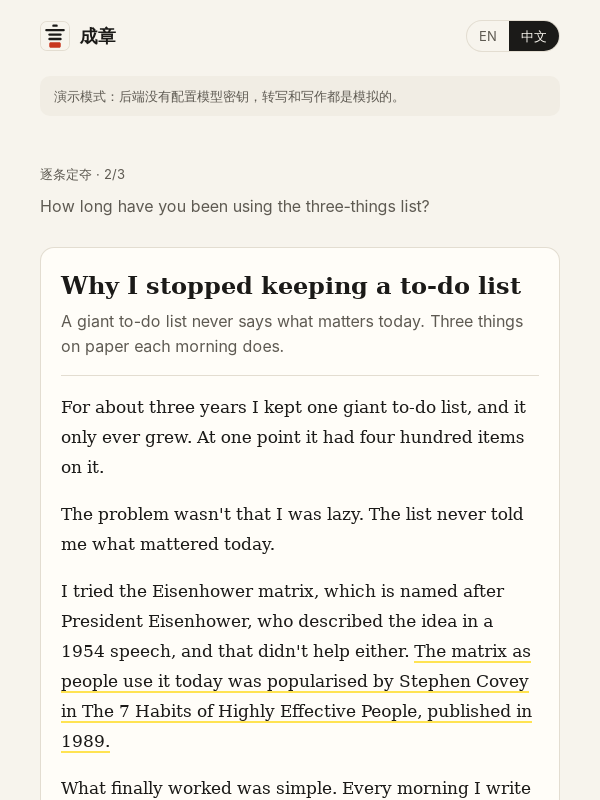 成章
EN 中文
演示模式：后端没有配置模型密钥，转写和写作都是模拟的。
逐条定夺 · 2/3
How long have you been using the three-things list?
Why I stopped keeping a to-do list
A giant to-do list never says what matters today. Three things
on paper each morning does.
For about three years I kept one giant to-do list, and it
only ever grew. At one point it had four hundred items
on it.
The problem wasn't that I was lazy. The list never told
me what mattered today.
I tried the Eisenhower matrix, which is named after
President Eisenhower, who described the idea in a
1954 speech, and that didn't help either. The matrix as
people use it today was popularised by Stephen Covey
in The 7 Habits of Highly Effective People, published in
1989.
What finally worked was simple. Every morning I write